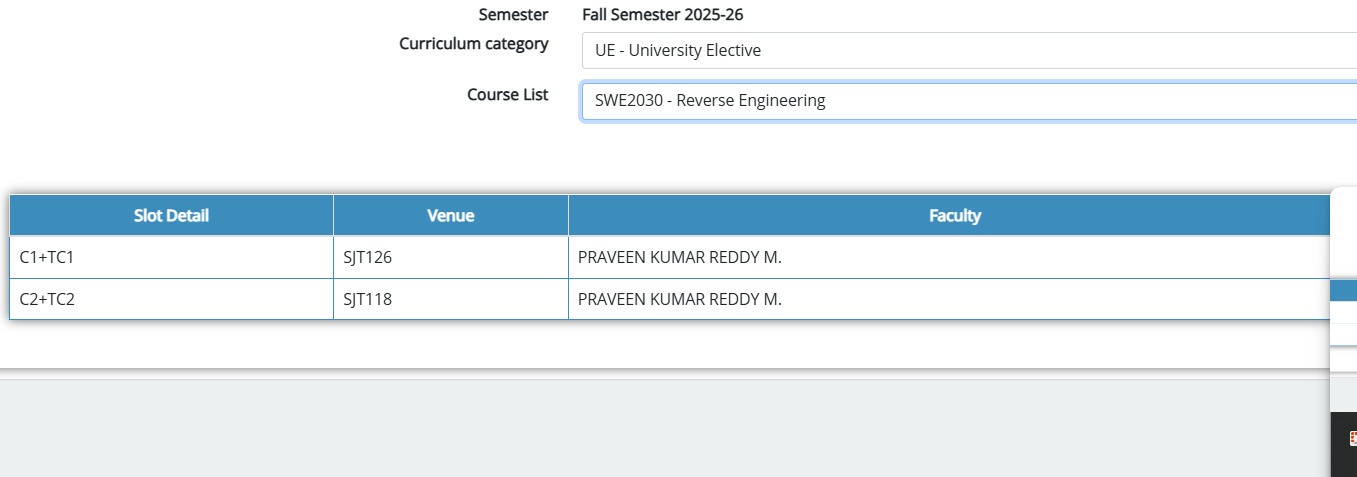 Semester Fall Semester 2025-26
Curriculum category UE - University Elective
Course List SWE2030 - Reverse Engineering
Slot Detail Venue Faculty
C1+TC1 SJT126 PRAVEEN KUMAR REDDY M.
C2+TC2 SJT118 PRAVEEN KUMAR REDDY M.